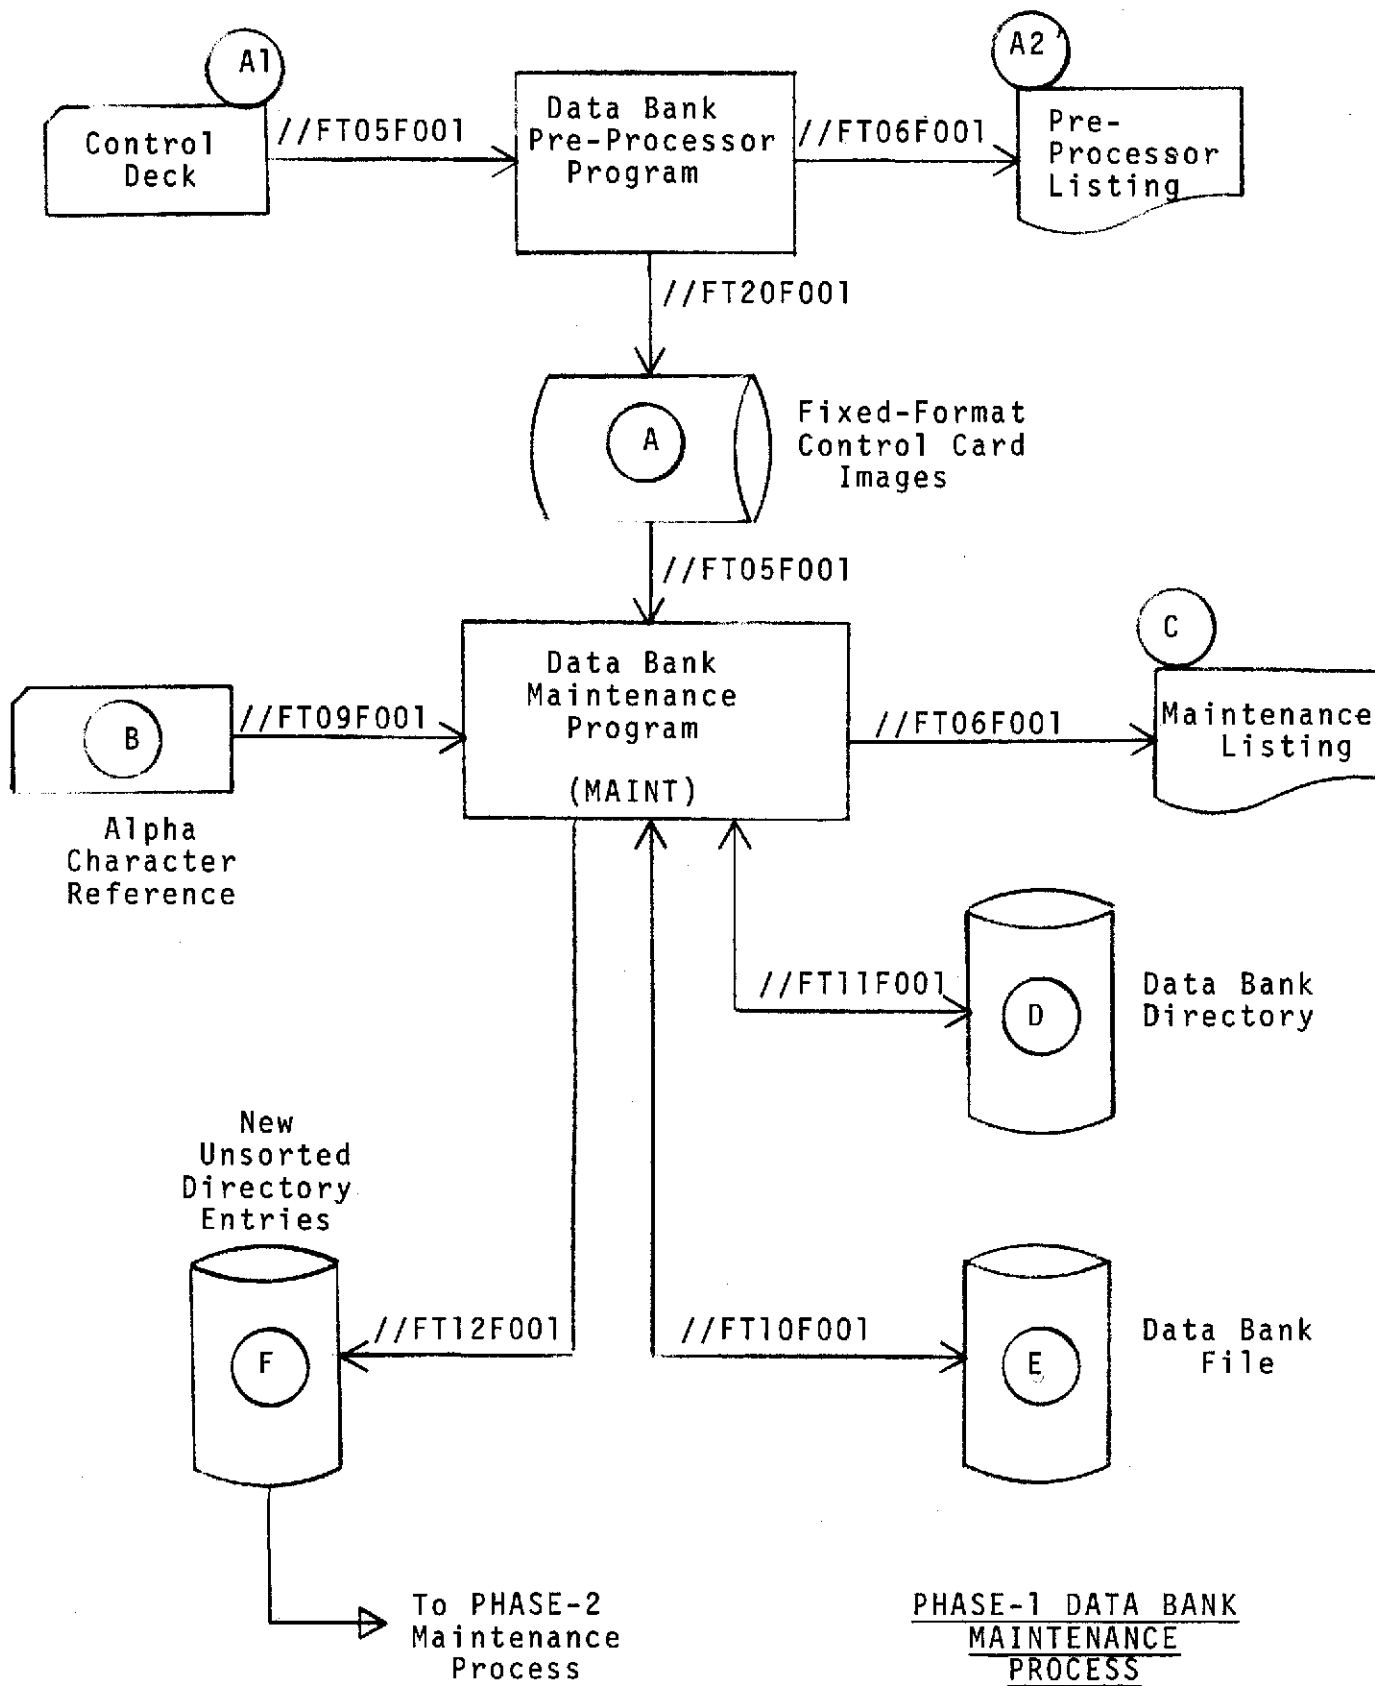 A1
Control
Deck
//FT05F001
Data Bank
Pre-Processor
Program
//FT06F001
A2
Pre-
Processor
Listing
//FT20F001
A
Fixed-Format
Control Card
Images
//FT05F001
Data Bank
Maintenance
Program
(MAINT)
B
//FT09F001
Alpha
Character
Reference
//FT06F001
C
Maintenance
Listing
//FT11F001
D
Data Bank
Directory
New
Unsorted
Directory
Entries
F
//FT12F001
//FT10F001
E
Data Bank
File
To PHASE-2
Maintenance
Process
PHASE-1 DATA BANK
MAINTENANCE
PROCESS